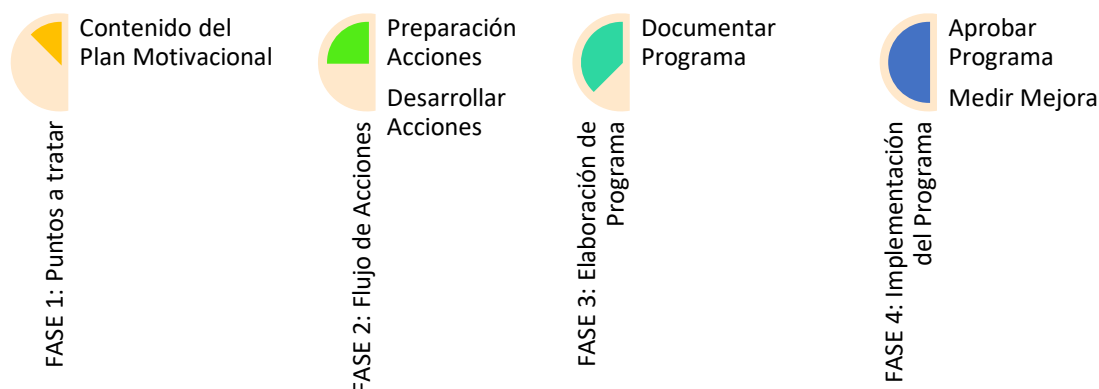 Contenido del
Plan Motivacional
FASE 1: Puntos a tratar
Preparación
Acciones
Desarrollar
Acciones
FASE 2: Flujo de Acciones
Documentar
Programa
FASE 3: Elaboración de
Programa
Aprobar
Programa
Medir Mejora
FASE 4: Implementación
del Programa